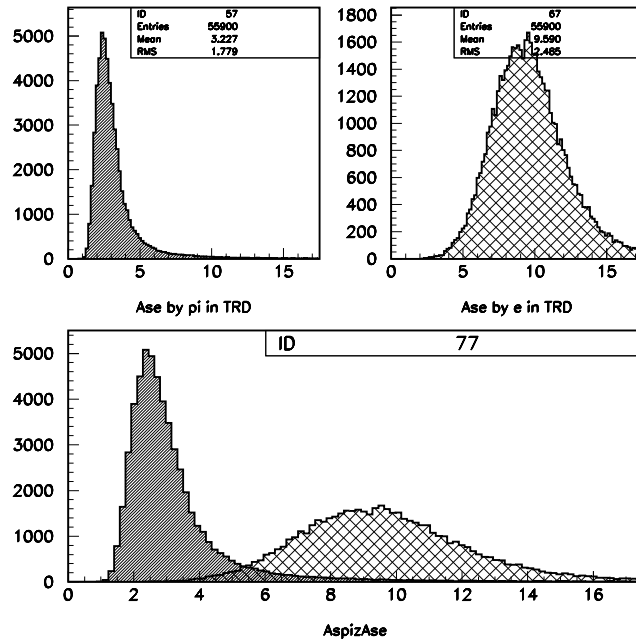 ID 57
Entries 55900
Mean 3.227
RMS 1.779
5000
4000
3000
2000
1000
0
0 5 10 15
Ase by pi in TRD
ID 67
Entries 55900
Mean 9.590
RMS 2.485
1800
1600
1400
1200
1000
800
600
400
200
0
0 5 10 15
Ase by e in TRD
ID 77
5000
4000
3000
2000
1000
0
0 2 4 6 8 10 12 14 16
AspizAse